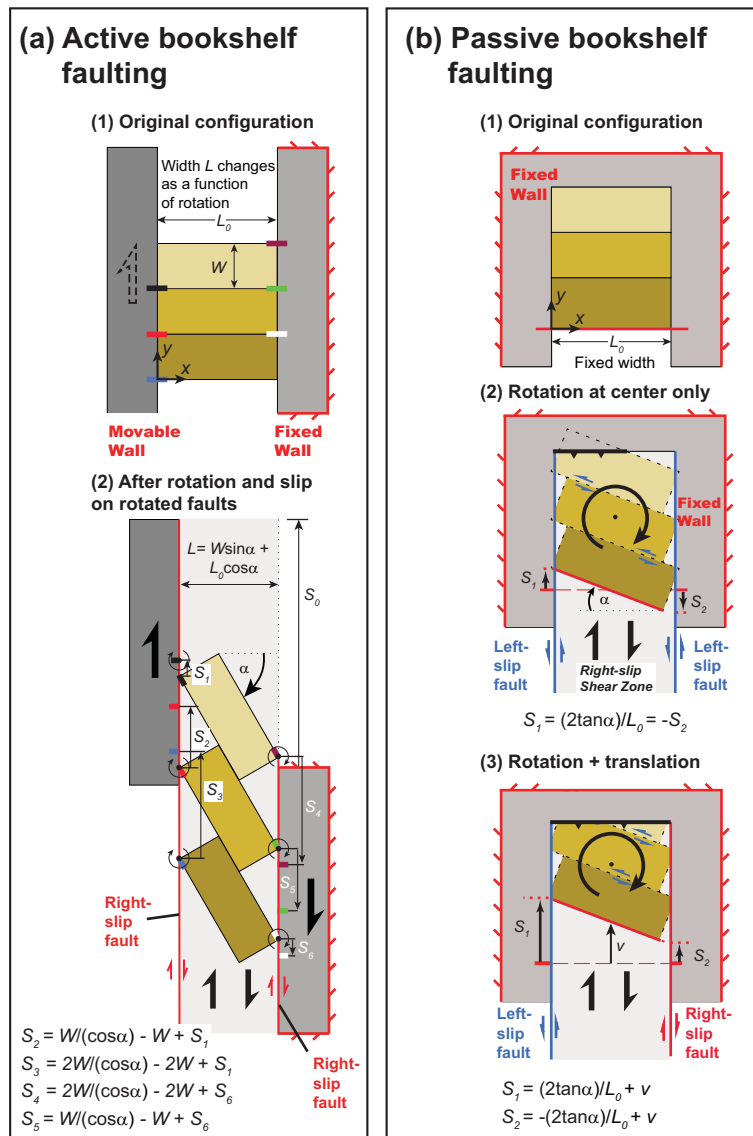 (a) Active bookshelf
faulting
(1) Original configuration
Width L changes
as a function
of rotation
L0
W
y
x
Movable
Wall
Fixed
Wall
(2) After rotation and slip
on rotated faults
L= Wsinα +
L0cosα
S0
α
S1
S2
S3
S4
S5
S6
Right-
slip
fault
Right-
slip
fault
S2 = W/(cosα) - W + S1
S3 = 2W/(cosα) - 2W + S1
S4 = 2W/(cosα) - 2W + S6
S5 = W/(cosα) - W + S6
(b) Passive bookshelf
faulting
(1) Original configuration
Fixed
Wall
y
x
L0
Fixed width
(2) Rotation at center only
Fixed
Wall
S1
α
S2
Left-
slip
fault
Right-slip
Shear Zone
Left-
slip
fault
S1 = (2tanα)/L0 = -S2
(3) Rotation + translation
S1
v
S2
Left-
slip
fault
Right-
slip
fault
S1 = (2tanα)/L0 + v
S2 = -(2tanα)/L0 + v